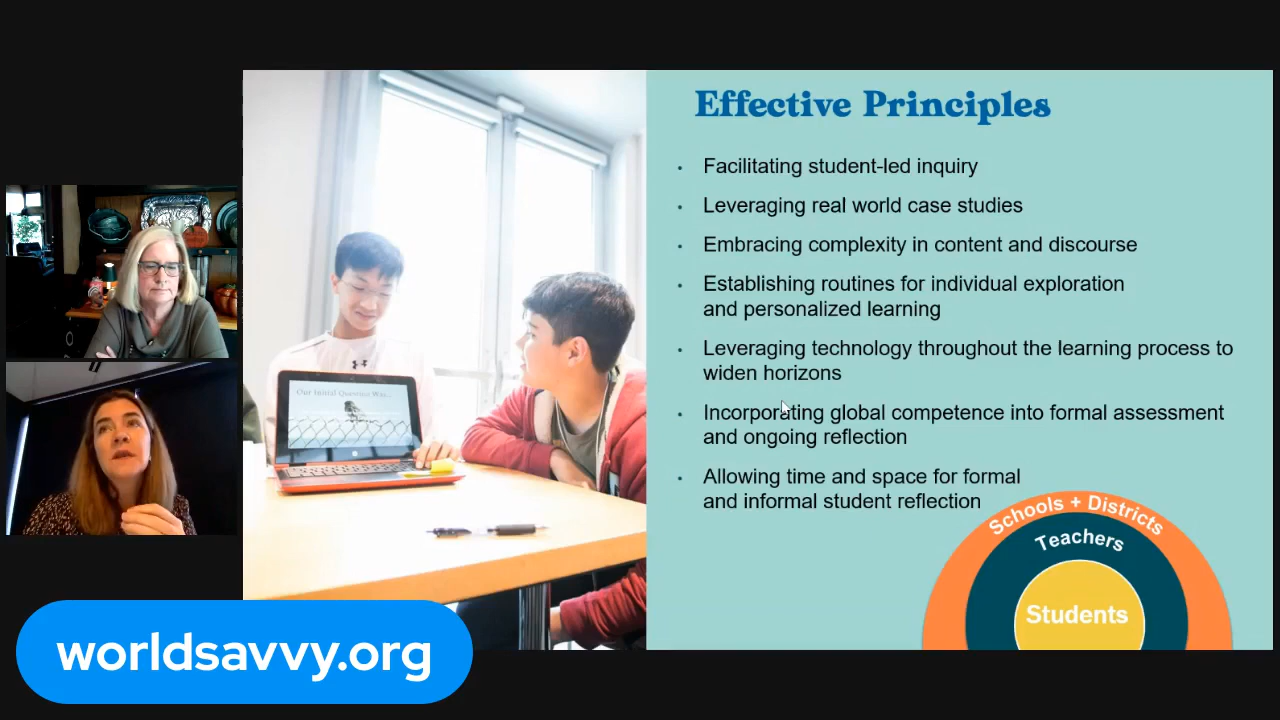 Effective Principles
• Facilitating student-led inquiry
• Leveraging real world case studies
• Embracing complexity in content and discourse
• Establishing routines for individual exploration
and personalized learning
• Leveraging technology throughout the learning process to
widen horizons
• Incorporating global competence into formal assessment
and ongoing reflection
• Allowing time and space for formal
and informal student reflection
Schools + Districts
Teachers
Students
Our Initial Question Was...
worldsavvy.org